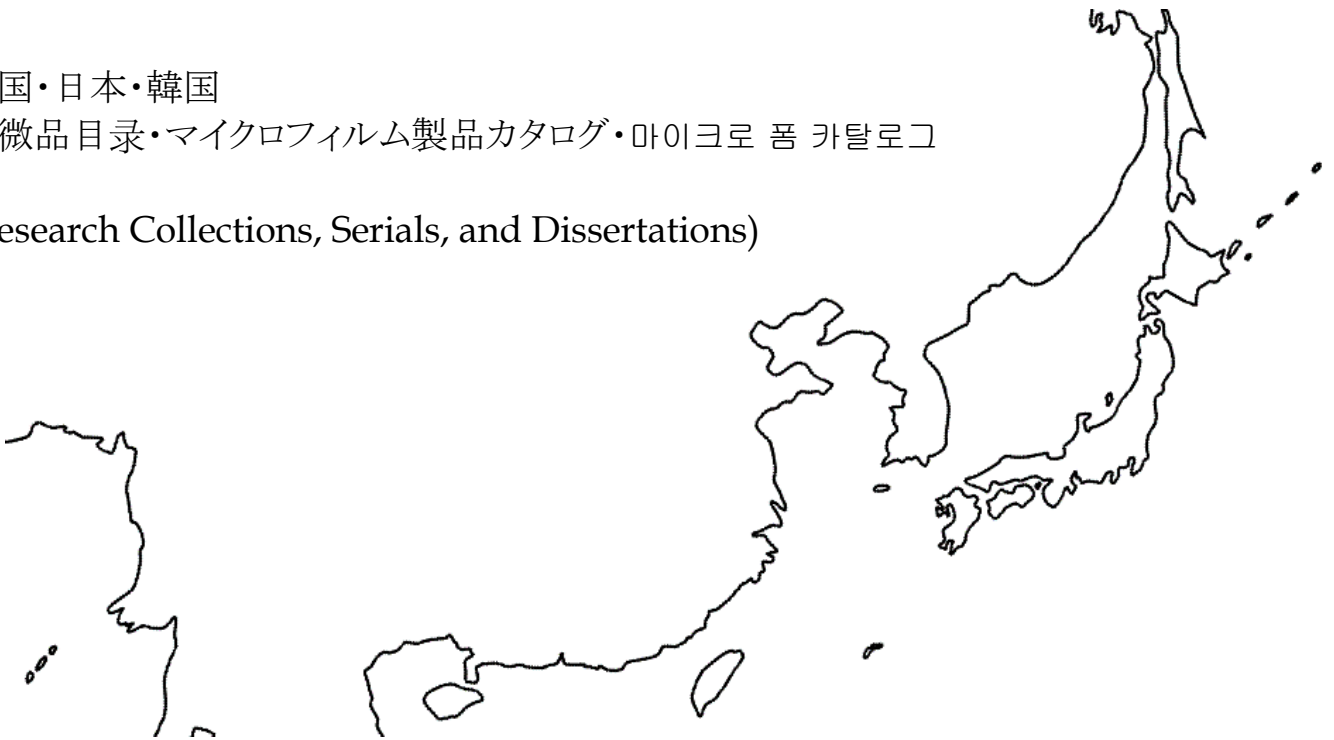 国・日本・韓国
微品目录・マイクロフィルム製品カタログ・마이크로 폼 카탈로그
esearch Collections, Serials, and Dissertations)